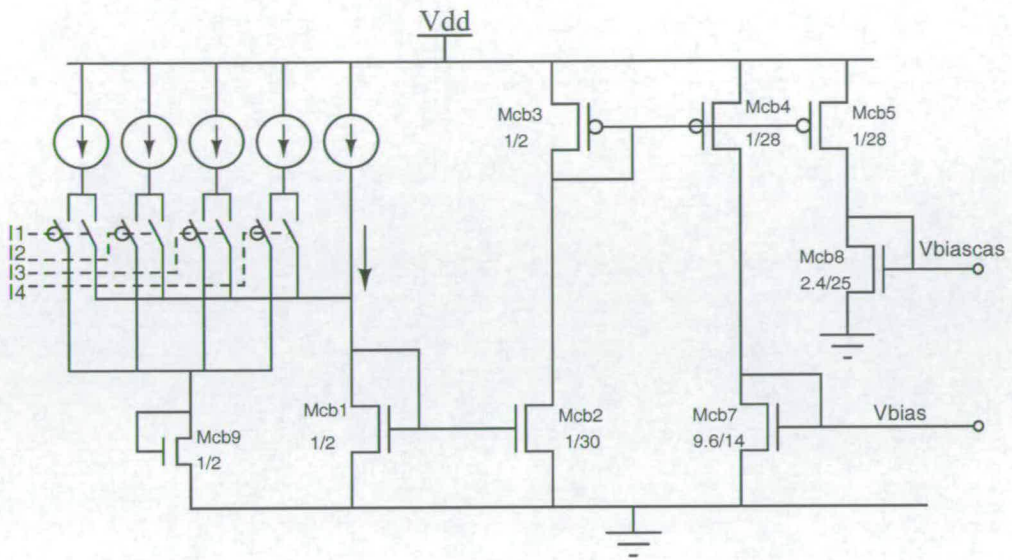 Vdd
Mcb3
1/2
Mcb4
1/28
Mcb5
1/28
I1
I2
I3
I4
Mcb8
2.4/25
Vbiascas
Mcb9
1/2
Mcb1
1/2
Mcb2
1/30
Mcb7
9.6/14
Vbias